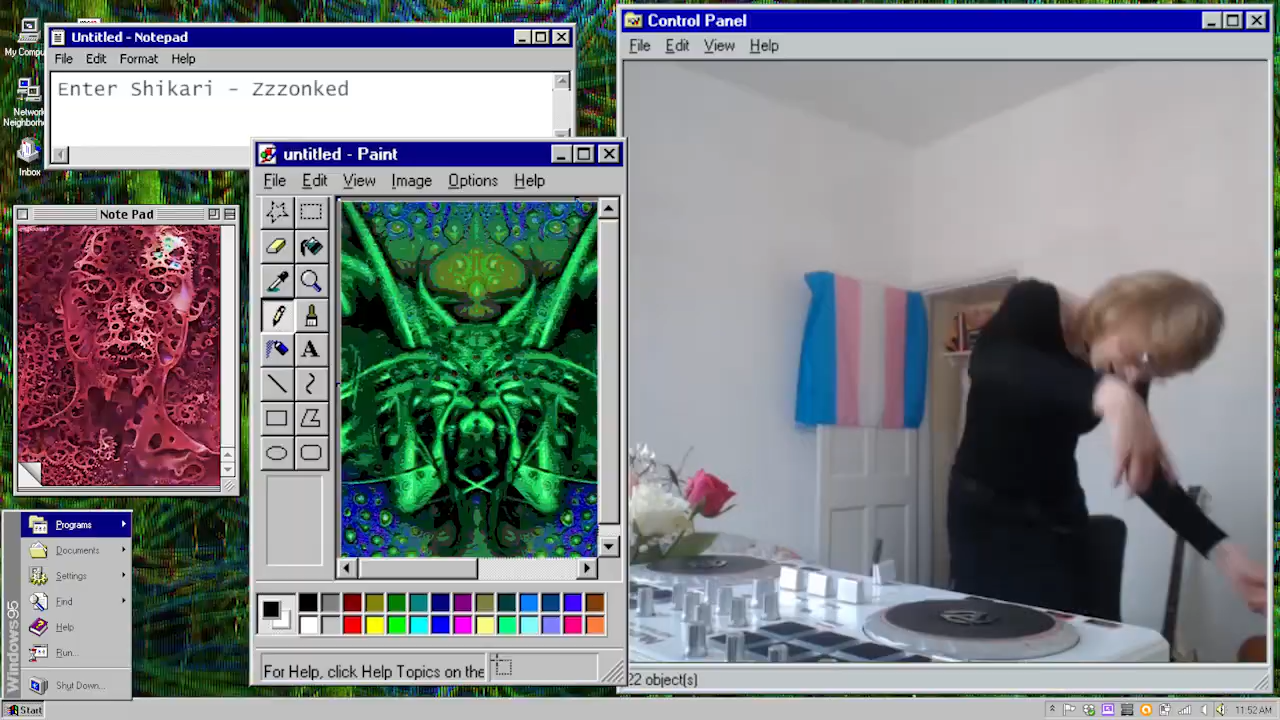 My Compu
Network
Neighborho
Inbox
Untitled - Notepad
File Edit Format Help
Enter Shikari - Zzzonked
Note Pad
untitled - Paint
File Edit View Image Options Help
A
For Help, click Help Topics on the
Control Panel
File Edit View Help
22 object(s)
Windows95
Programs
Documents
Settings
Find
Help
Run...
Shut Down...
Start
11:52 AM